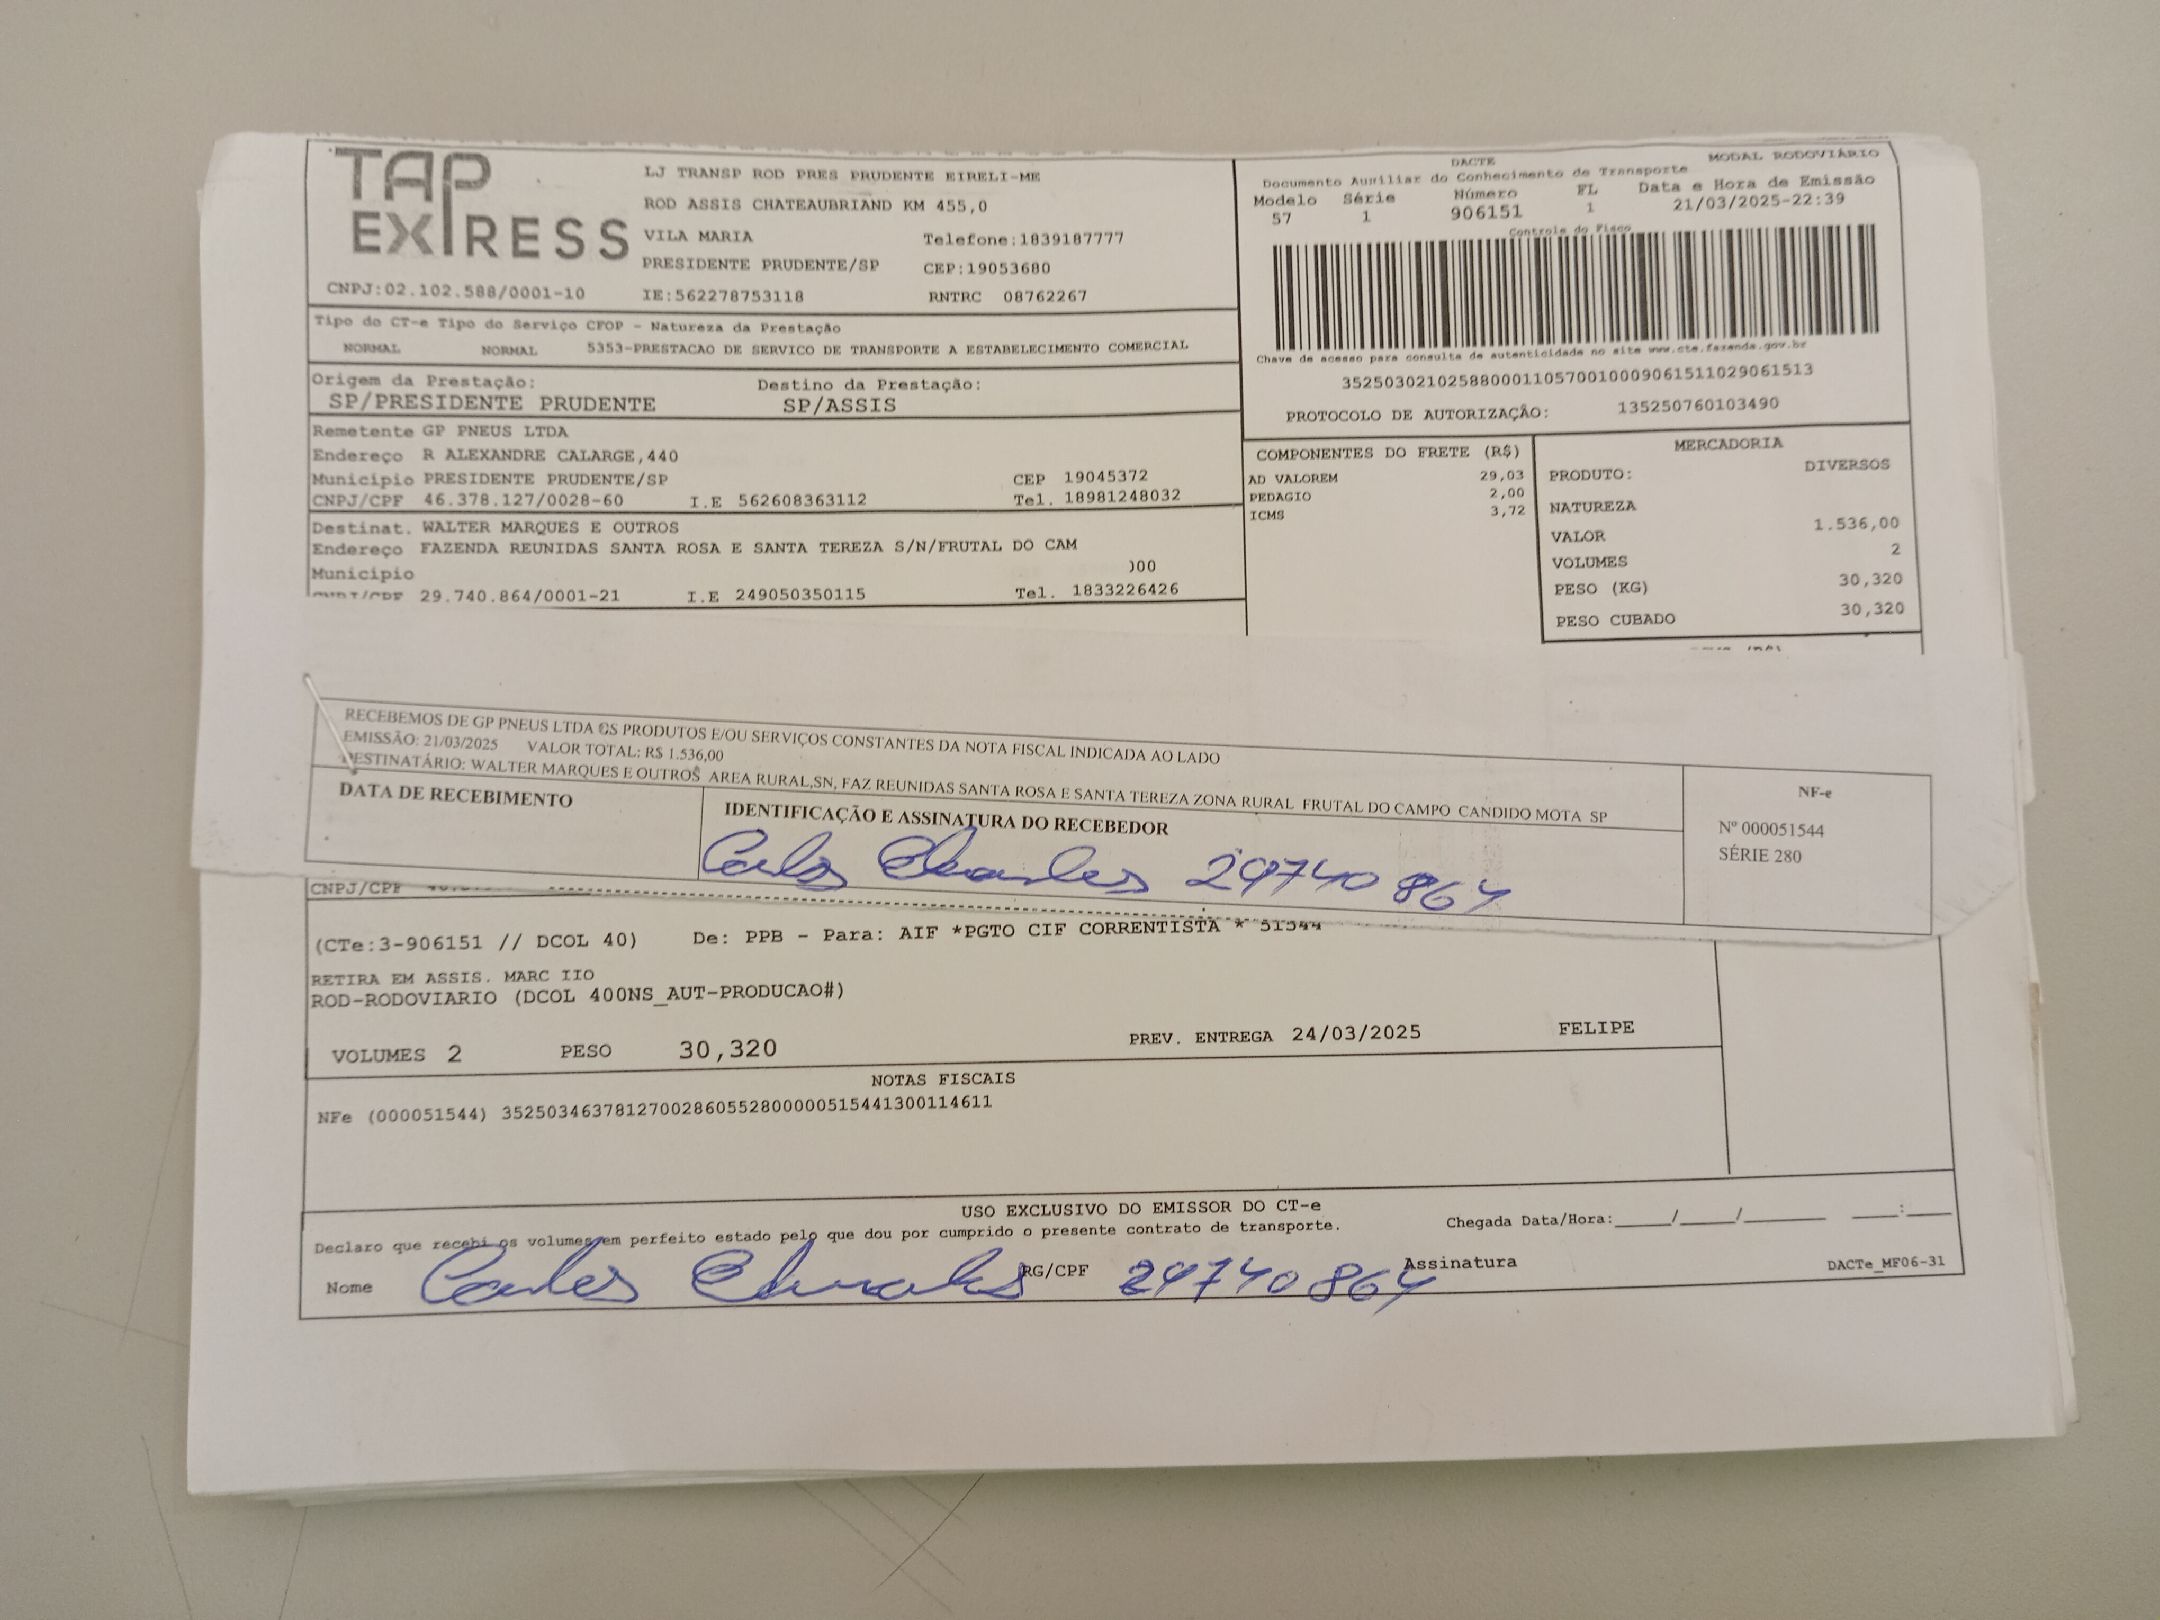 TAP EXPRESS
LJ TRANSP ROD PRES PRUDENTE EIRELI-ME
ROD ASSIS CHATEAUBRIAND KM 455,0
VILA MARIA Telefone:1839187777
PRESIDENTE PRUDENTE/SP CEP:19053680
CNPJ:02.102.588/0001-10 IE:562278753118 RNTRC 08762267
DACTE MODAL RODOVIÁRIO
Documento Auxiliar do Conhecimento de Transporte
Modelo Série Número FL Data e Hora de Emissão
57 1 906151 1 21/03/2025-22:39
Controle do Fisco
Chave de acesso para consulta de autenticidade no site www.cte.fazenda.gov.br
35250302102588000110570010009061511029061513
PROTOCOLO DE AUTORIZAÇÃO: 135250760103490
Tipo do CT-e Tipo do Serviço CFOP - Natureza da Prestação
NORMAL NORMAL 5353-PRESTACAO DE SERVICO DE TRANSPORTE A ESTABELECIMENTO COMERCIAL
Origem da Prestação: Destino da Prestação:
SP/PRESIDENTE PRUDENTE SP/ASSIS
Remetente GP PNEUS LTDA
Endereço R ALEXANDRE CALARGE,440
Municipio PRESIDENTE PRUDENTE/SP CEP 19045372
CNPJ/CPF 46.378.127/0028-60 I.E 562608363112 Tel. 18981248032
Destinat. WALTER MARQUES E OUTROS
Endereço FAZENDA REUNIDAS SANTA ROSA E SANTA TEREZA S/N/FRUTAL DO CAM
Municipio 000
CNPJ/CPF 29.740.864/0001-21 I.E 249050350115 Tel. 1833226426
COMPONENTES DO FRETE (R$)
AD VALOREM 29,03
PEDAGIO 2,00
ICMS 3,72
MERCADORIA
PRODUTO: DIVERSOS
NATUREZA
VALOR 1.536,00
VOLUMES 2
PESO (KG) 30,320
PESO CUBADO 30,320
RECEBEMOS DE GP PNEUS LTDA OS PRODUTOS E/OU SERVIÇOS CONSTANTES DA NOTA FISCAL INDICADA AO LADO
EMISSÃO: 21/03/2025 VALOR TOTAL: R$ 1.536,00
DESTINATÁRIO: WALTER MARQUES E OUTROS AREA RURAL,SN, FAZ REUNIDAS SANTA ROSA E SANTA TEREZA ZONA RURAL FRUTAL DO CAMPO CANDIDO MOTA SP
DATA DE RECEBIMENTO IDENTIFICAÇÃO E ASSINATURA DO RECEBEDOR
Carlos 29740864
NF-e
Nº 000051544
SÉRIE 280
CNPJ/CPF
(CTe:3-906151 // DCOL 40) De: PPB - Para: AIF *PGTO CIF CORRENTISTA * 51544
RETIRA EM ASSIS. MARC IIO
ROD-RODOVIARIO (DCOL 400NS_AUT-PRODUCAO#)
VOLUMES 2 PESO 30,320 PREV. ENTREGA 24/03/2025 FELIPE
NOTAS FISCAIS
NFe (000051544) 35250346378127002860552800000515441300114611
USO EXCLUSIVO DO EMISSOR DO CT-e
Declaro que recebi os volumes em perfeito estado pelo que dou por cumprido o presente contrato de transporte.
Chegada Data/Hora:_____/_____/_______ ____:____
Nome Carlos RG/CPF 29740864 Assinatura
DACTe_MF06-31